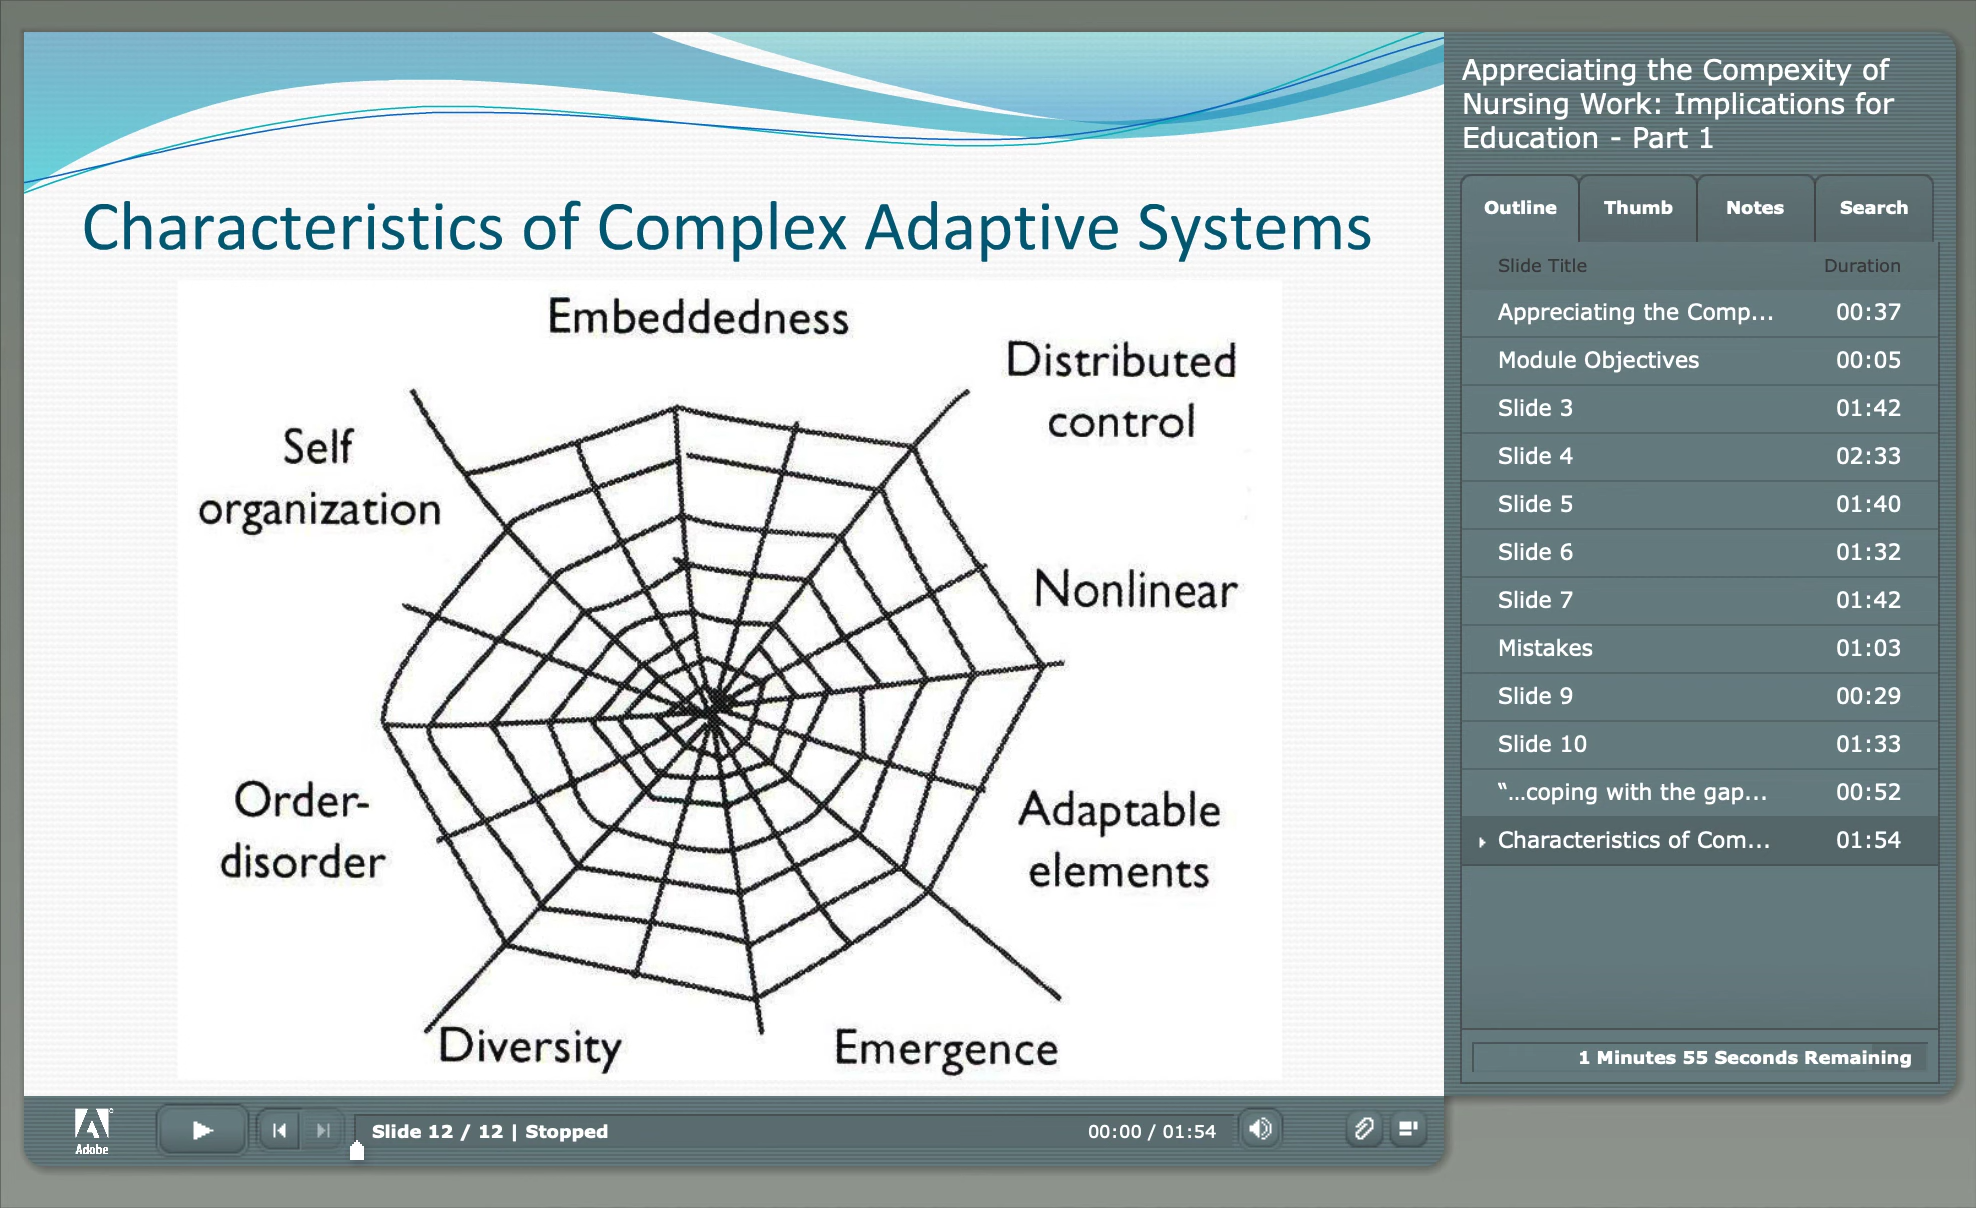 Characteristics of Complex Adaptive Systems
Embeddedness
Distributed
control
Self
organization
Nonlinear
Order-
disorder
Adaptable
elements
Diversity
Emergence
Adobe
Slide 12 / 12 | Stopped
00:00 / 01:54
Appreciating the Compexity of
Nursing Work: Implications for
Education - Part 1
Outline Thumb Notes Search
Slide Title Duration
Appreciating the Comp... 00:37
Module Objectives 00:05
Slide 3 01:42
Slide 4 02:33
Slide 5 01:40
Slide 6 01:32
Slide 7 01:42
Mistakes 01:03
Slide 9 00:29
Slide 10 01:33
“...coping with the gap... 00:52
Characteristics of Com... 01:54
1 Minutes 55 Seconds Remaining